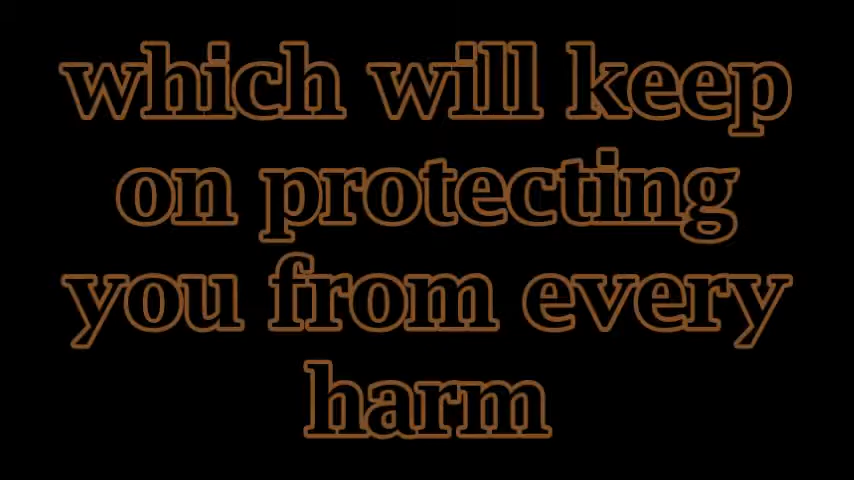 which will keep
on protecting
you from every
harm